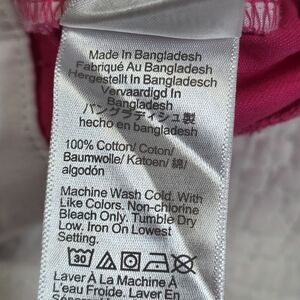 Made In Bangladesh
Fabriqué Au Bangladesh
Hergestellt In Bangladesch
Vervaardigd In
Bangladesh
バングラディシュ製
hecho en bangladesh
100% Cotton/ Coton/
Baumwolle/ Katoen/ 綿/
algodón
Machine Wash Cold. With
Like Colors. Non-chlorine
Bleach Only. Tumble Dry
Low. Iron On Lowest
Setting.
30
Laver À La Machine À
L'eau Froide. Laver